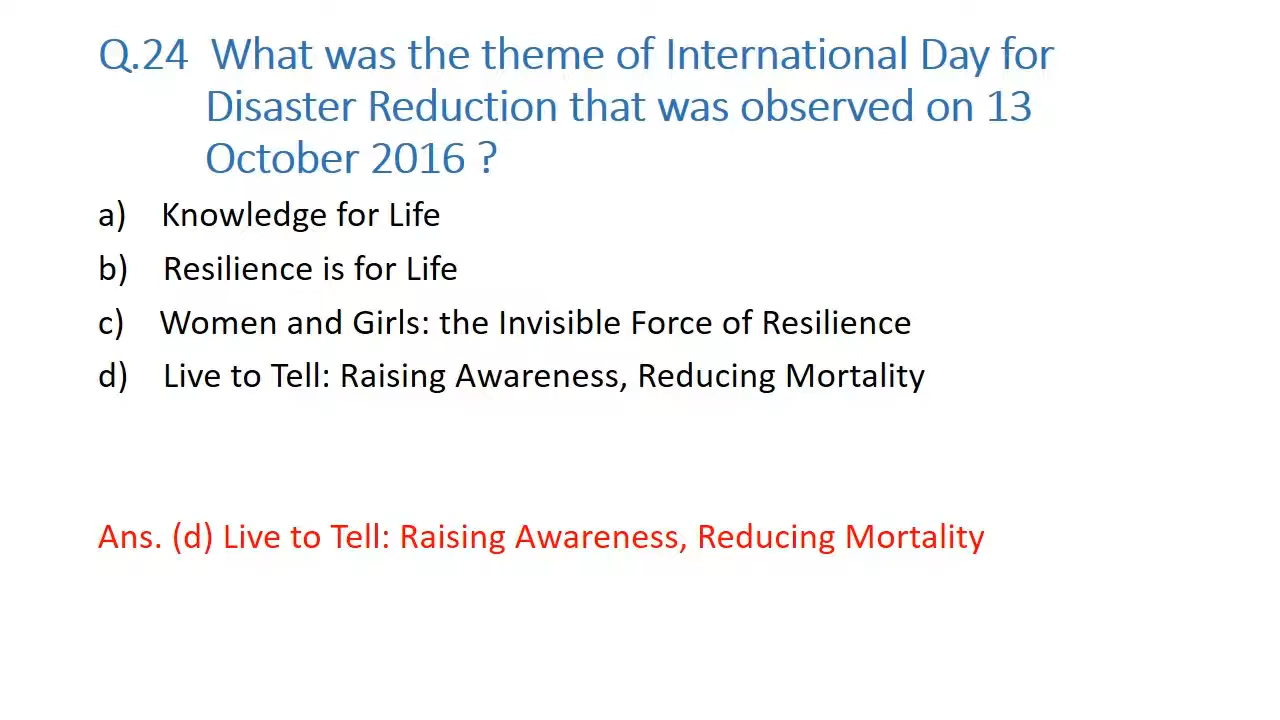 Q.24 What was the theme of International Day for
Disaster Reduction that was observed on 13
October 2016 ?
a) Knowledge for Life
b) Resilience is for Life
c) Women and Girls: the Invisible Force of Resilience
d) Live to Tell: Raising Awareness, Reducing Mortality
Ans. (d) Live to Tell: Raising Awareness, Reducing Mortality